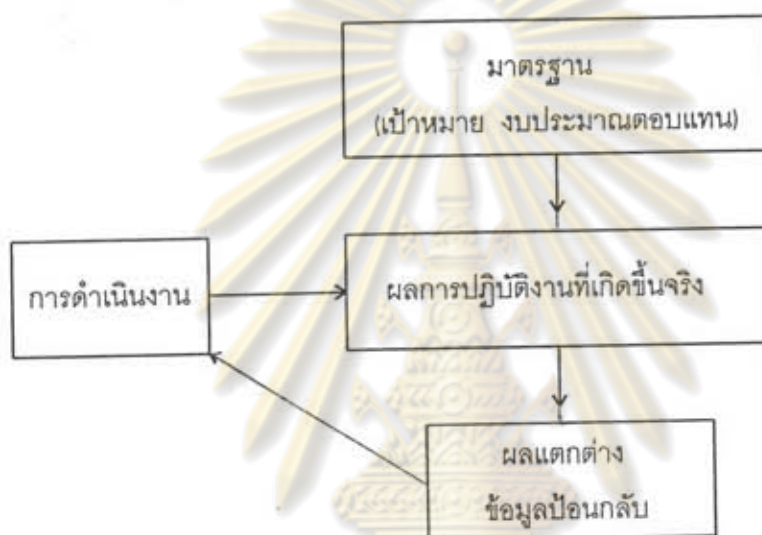 มาตรฐาน
(เป้าหมาย งบประมาณตอบแทน)
การดำเนินงาน
ผลการปฏิบัติงานที่เกิดขึ้นจริง
ผลแตกต่าง
ข้อมูลป้อนกลับ